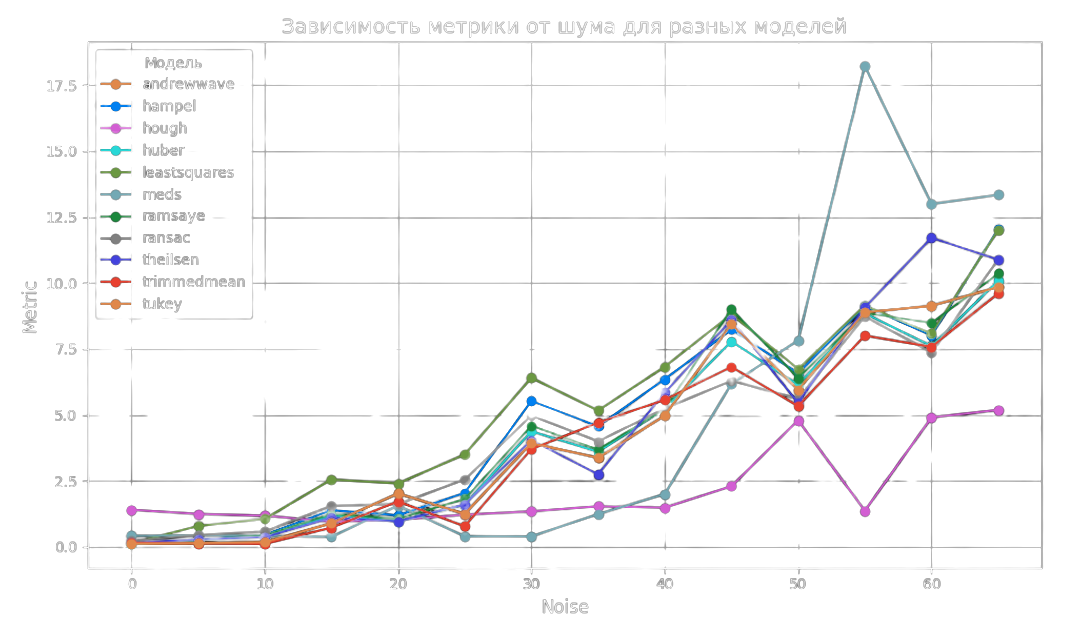 Зависимость метрики от шума для разных моделей
Модель
andrewwave
hampel
hough
huber
leastsquares
meds
ramsaye
ransac
theilsen
trimmedmean
tukey
Metric
17.5
15.0
12.5
10.0
7.5
5.0
2.5
0.0
0 10 20 30 40 50 60
Noise